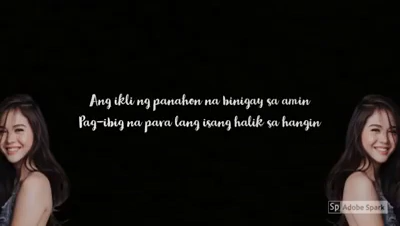 Ang ikli ng panahon na binigay sa amin
Pag-ibig na para lang isang halik sa hangin
Sp Adobe Spark